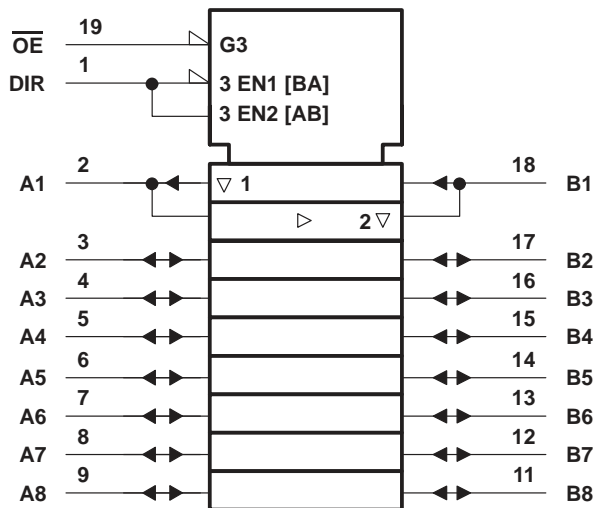 19
OE G3
1
DIR 3 EN1 [BA]
3 EN2 [AB]
2 18
A1 ▽ 1 B1
▷ 2 ▽
3 17
A2 B2
4 16
A3 B3
5 15
A4 B4
6 14
A5 B5
7 13
A6 B6
8 12
A7 B7
9 11
A8 B8